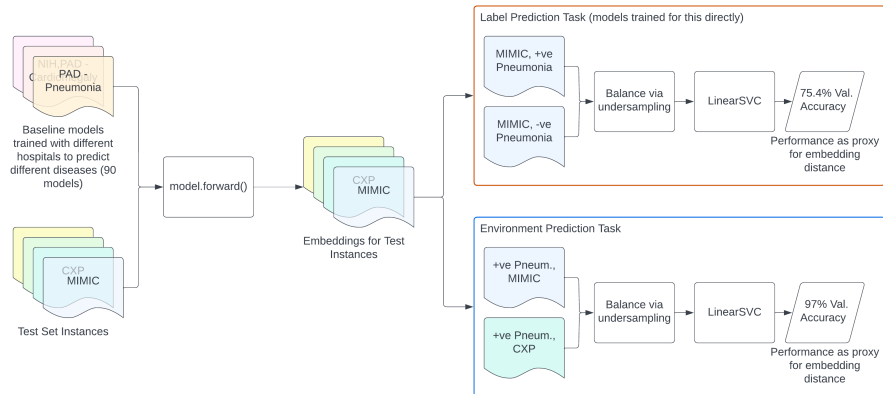 NIH,PAD -
Cardiomegaly
PAD -
Pneumonia
Baseline models
trained with different
hospitals to predict
different diseases (90
models)
CXP
MIMIC
Test Set Instances
model.forward()
CXP
MIMIC
Embeddings for Test
Instances
Label Prediction Task (models trained for this directly)
MIMIC, +ve
Pneumonia
MIMIC, -ve
Pneumonia
Balance via
undersampling
LinearSVC
75.4% Val.
Accuracy
Performance as proxy
for embedding
distance
Environment Prediction Task
+ve Pneum.,
MIMIC
+ve Pneum.,
CXP
Balance via
undersampling
LinearSVC
97% Val.
Accuracy
Performance as proxy
for embedding
distance